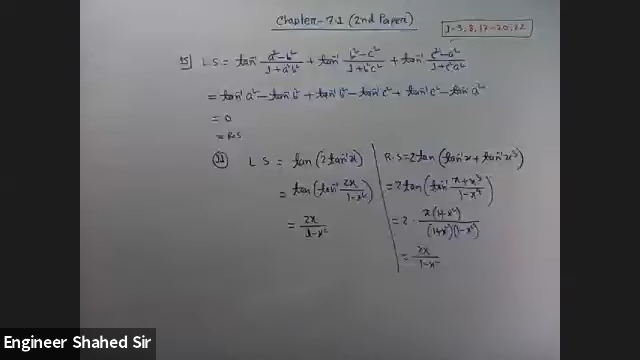 Chapter-7.1 (2nd Paper)
1-3, 8, 17-20, 22
L.S = tan⁻¹ (a²-b²)/(1+a²b²) + tan⁻¹ (b²-c²)/(1+b²c²) + tan⁻¹ (c²-a²)/(1+c²a²)
= tan⁻¹a² - tan⁻¹b² + tan⁻¹b² - tan⁻¹c² + tan⁻¹c² - tan⁻¹a²
= 0
= R.S
L.S = tan(2tan⁻¹x)
= tan(tan⁻¹ 2x/(1-x²))
= 2x/(1-x²)
R.S = 2tan(tan⁻¹x + tan⁻¹x³)
= 2tan(tan⁻¹ (x+x³)/(1-x⁴))
= 2 · x(1+x²)/((1+x²)(1-x²))
= 2x/(1-x²)
Engineer Shahed Sir